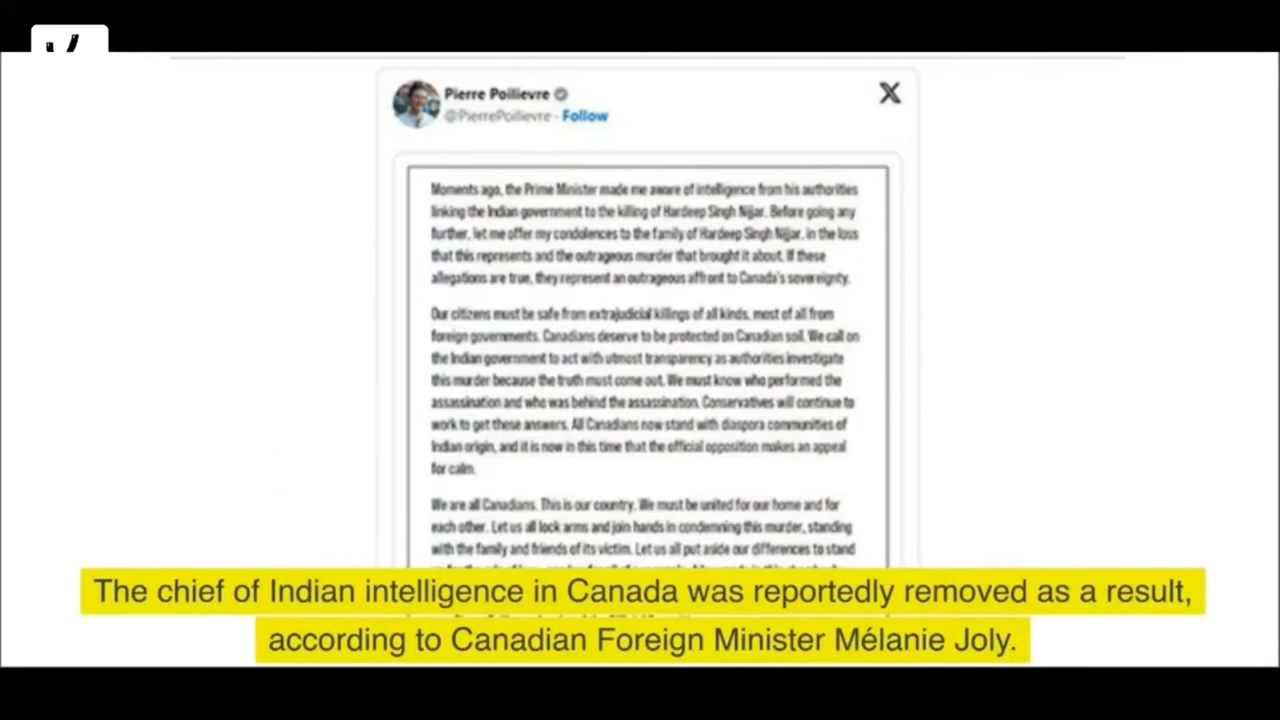 Pierre Poilievre
@PierrePoilievre · Follow
Moments ago, the Prime Minister made me aware of intelligence from his authorities
linking the Indian government to the killing of Hardeep Singh Nijjar. Before going any
further, let me offer my condolences to the family of Hardeep Singh Nijjar, in the loss
that this represents and the outrageous murder that brought it about. If these
allegations are true, they represent an outrageous affront to Canada's sovereignty.
Our citizens must be safe from extrajudicial killings of all kinds, most of all from
foreign governments. Canadians deserve to be protected on Canadian soil. We call on
the Indian government to act with utmost transparency as authorities investigate
this murder because the truth must come out. We must know who performed the
assassination and who was behind the assassination. Conservatives will continue to
work to get these answers. All Canadians now stand with diaspora communities of
Indian origin, and it is now in this time that the official opposition makes an appeal
for calm.
We are all Canadians. This is our country. We must be united for our home and for
each other. Let us all lock arms and join hands in condemning this murder, standing
with the family and friends of its victim. Let us all put aside our differences to stand
The chief of Indian intelligence in Canada was reportedly removed as a result,
according to Canadian Foreign Minister Mélanie Joly.